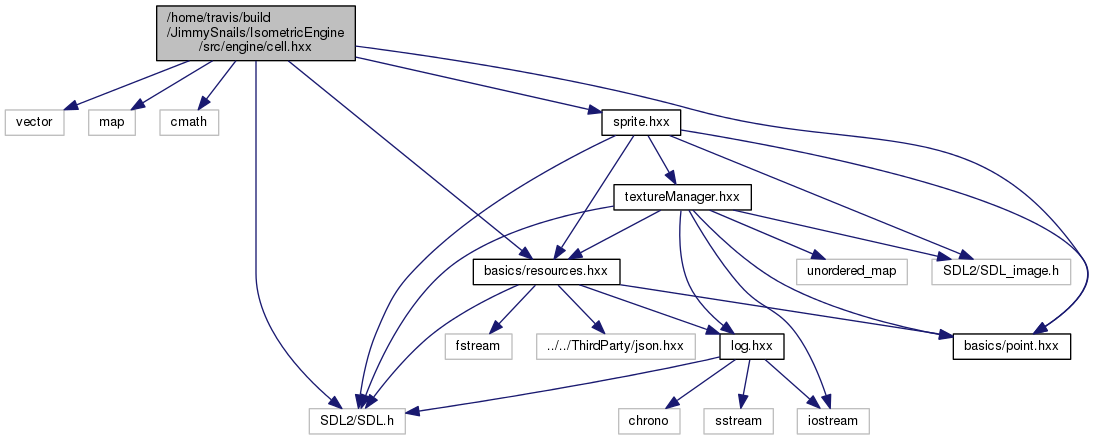 /home/travis/build
/JimmySnails/IsometricEngine
/src/engine/cell.hxx
vector
map
cmath
sprite.hxx
textureManager.hxx
basics/resources.hxx
unordered_map
SDL2/SDL_image.h
fstream
../../ThirdParty/json.hxx
log.hxx
basics/point.hxx
SDL2/SDL.h
chrono
sstream
iostream